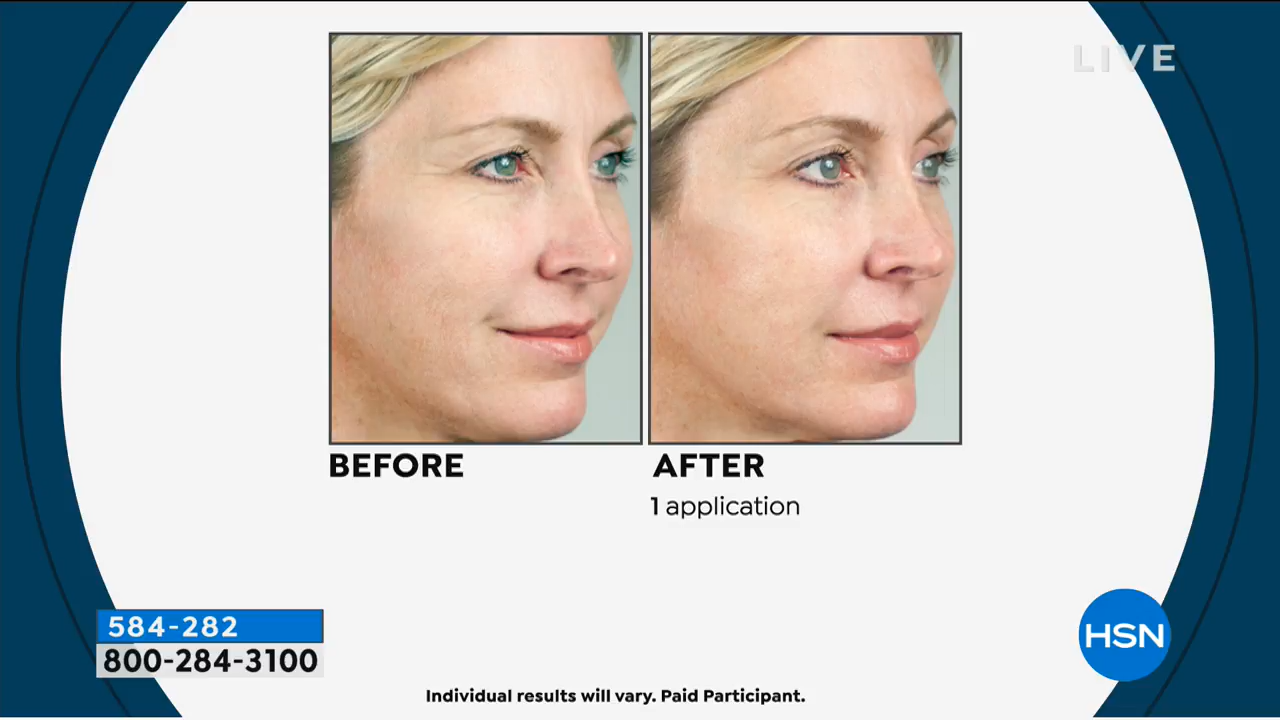 LIVE
BEFORE
AFTER
1 application
584-282
800-284-3100
HSN
Individual results will vary. Paid Participant.